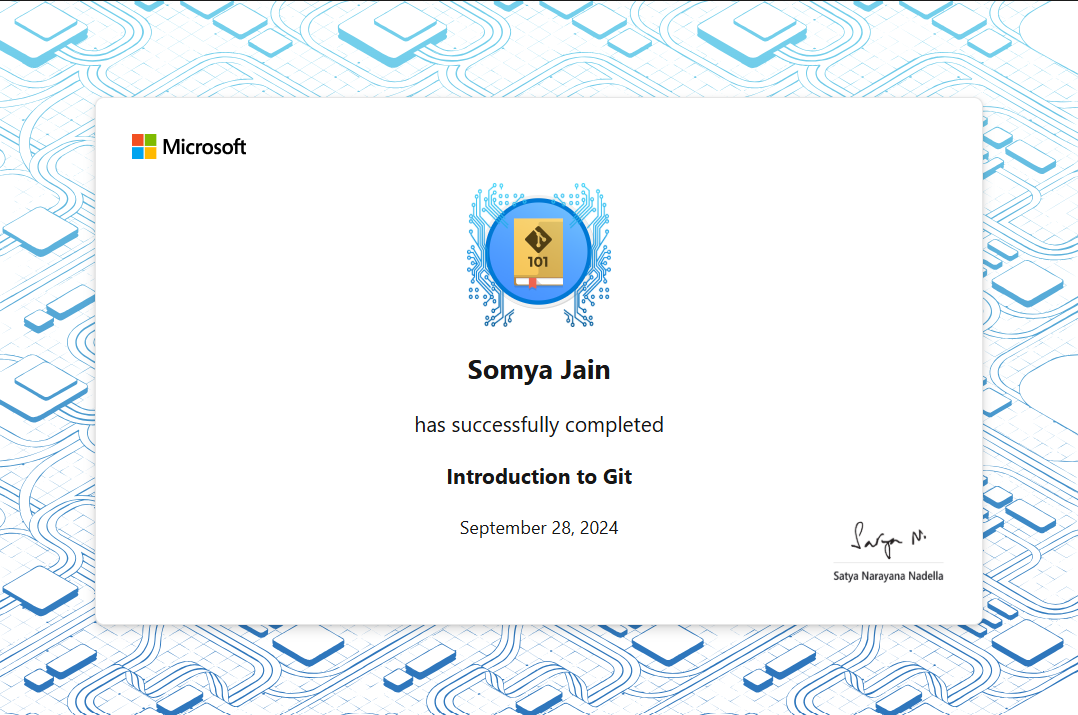 Microsoft
101
Somya Jain
has successfully completed
Introduction to Git
September 28, 2024
Satya N.
Satya Narayana Nadella